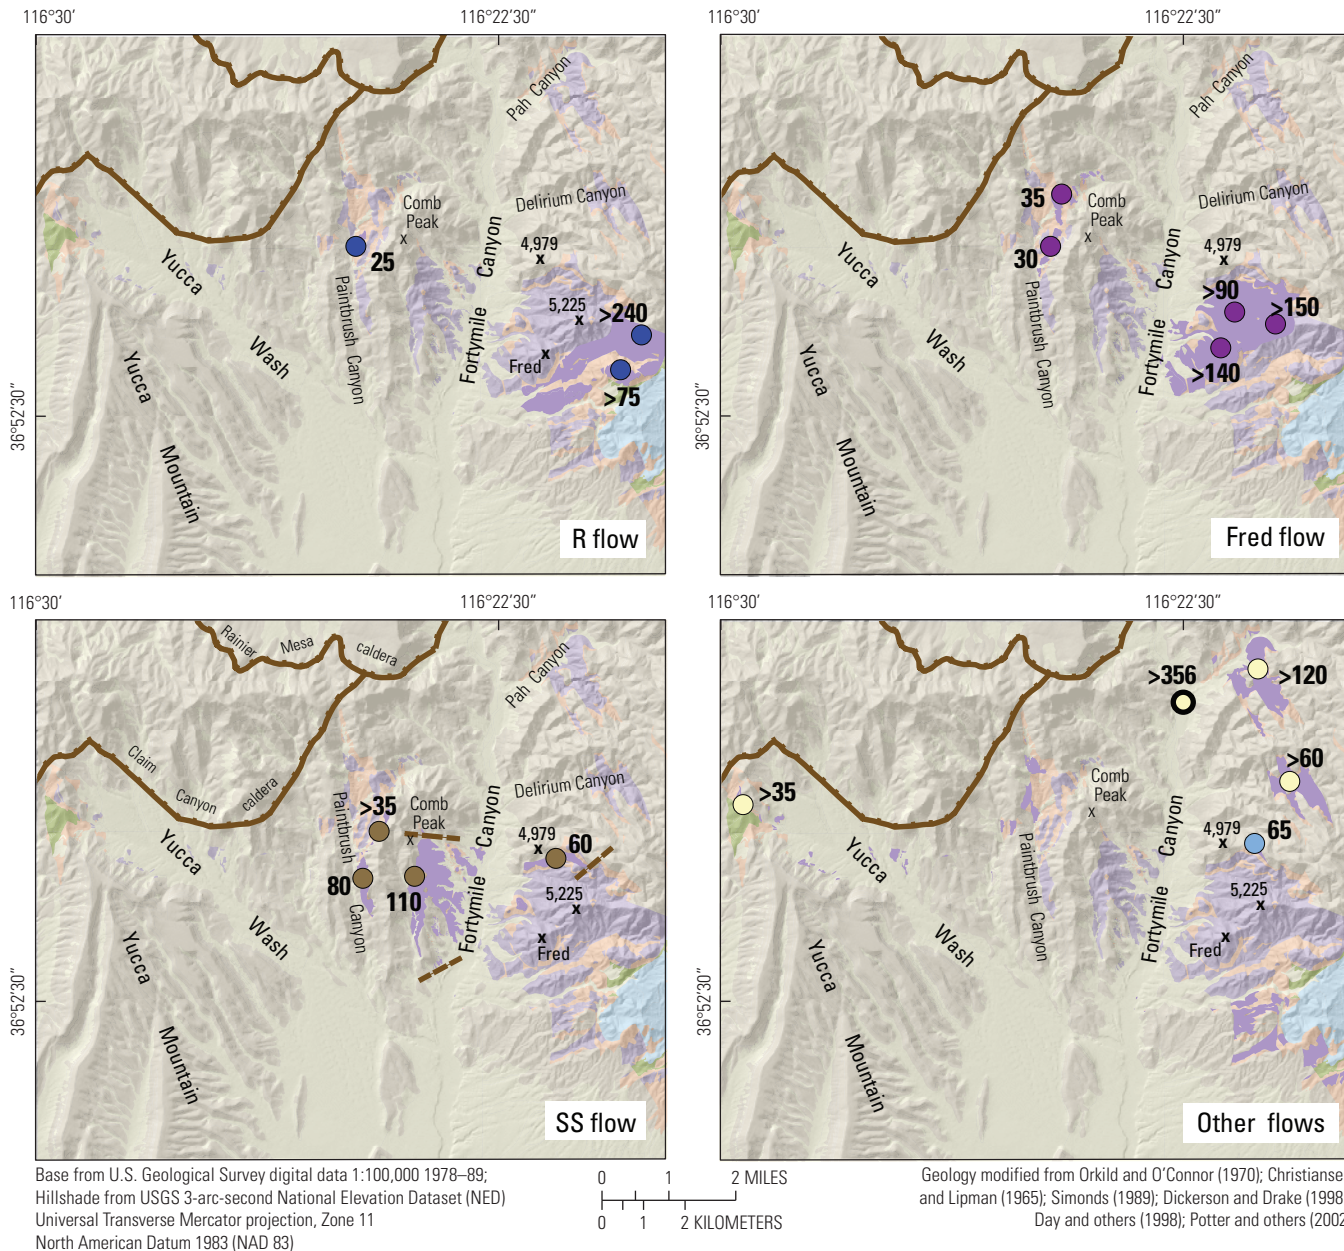 116°30′
116°22′30″
Pah Canyon
Delirium Canyon
Comb
Peak
x
4,979
x
5,225
x
Fred
x
Fortymile Canyon
Paintbrush Canyon
Yucca Wash
Yucca Mountain
25
>240
>75
36°52′30″
R flow
116°30′
116°22′30″
Pah Canyon
Delirium Canyon
Comb
Peak
x
4,979
x
Fortymile Canyon
Paintbrush Canyon
Yucca Wash
Yucca Mountain
35
30
>90
>150
>140
36°52′30″
Fred flow
116°30′
116°22′30″
Rainier Mesa caldera
Claim Canyon caldera
Pah Canyon
Delirium Canyon
Comb
Peak
x
4,979
x
5,225
x
x
Fred
Fortymile Canyon
Paintbrush Canyon
Yucca Wash
Yucca Mountain
>35
80
110
60
36°52′30″
SS flow
116°30′
116°22′30″
>356
>120
>60
>35
65
Comb
Peak
x
4,979
x
5,225
x
Fred
x
Fortymile Canyon
Paintbrush Canyon
Yucca Wash
Yucca Mountain
36°52′30″
Other flows
Base from U.S. Geological Survey digital data 1:100,000 1978–89;
Hillshade from USGS 3-arc-second National Elevation Dataset (NED)
Universal Transverse Mercator projection, Zone 11
North American Datum 1983 (NAD 83)
0 1 2 MILES
0 1 2 KILOMETERS
Geology modified from Orkild and O’Connor (1970); Christianse
and Lipman (1965); Simonds (1989); Dickerson and Drake (1998
Day and others (1998); Potter and others (2002